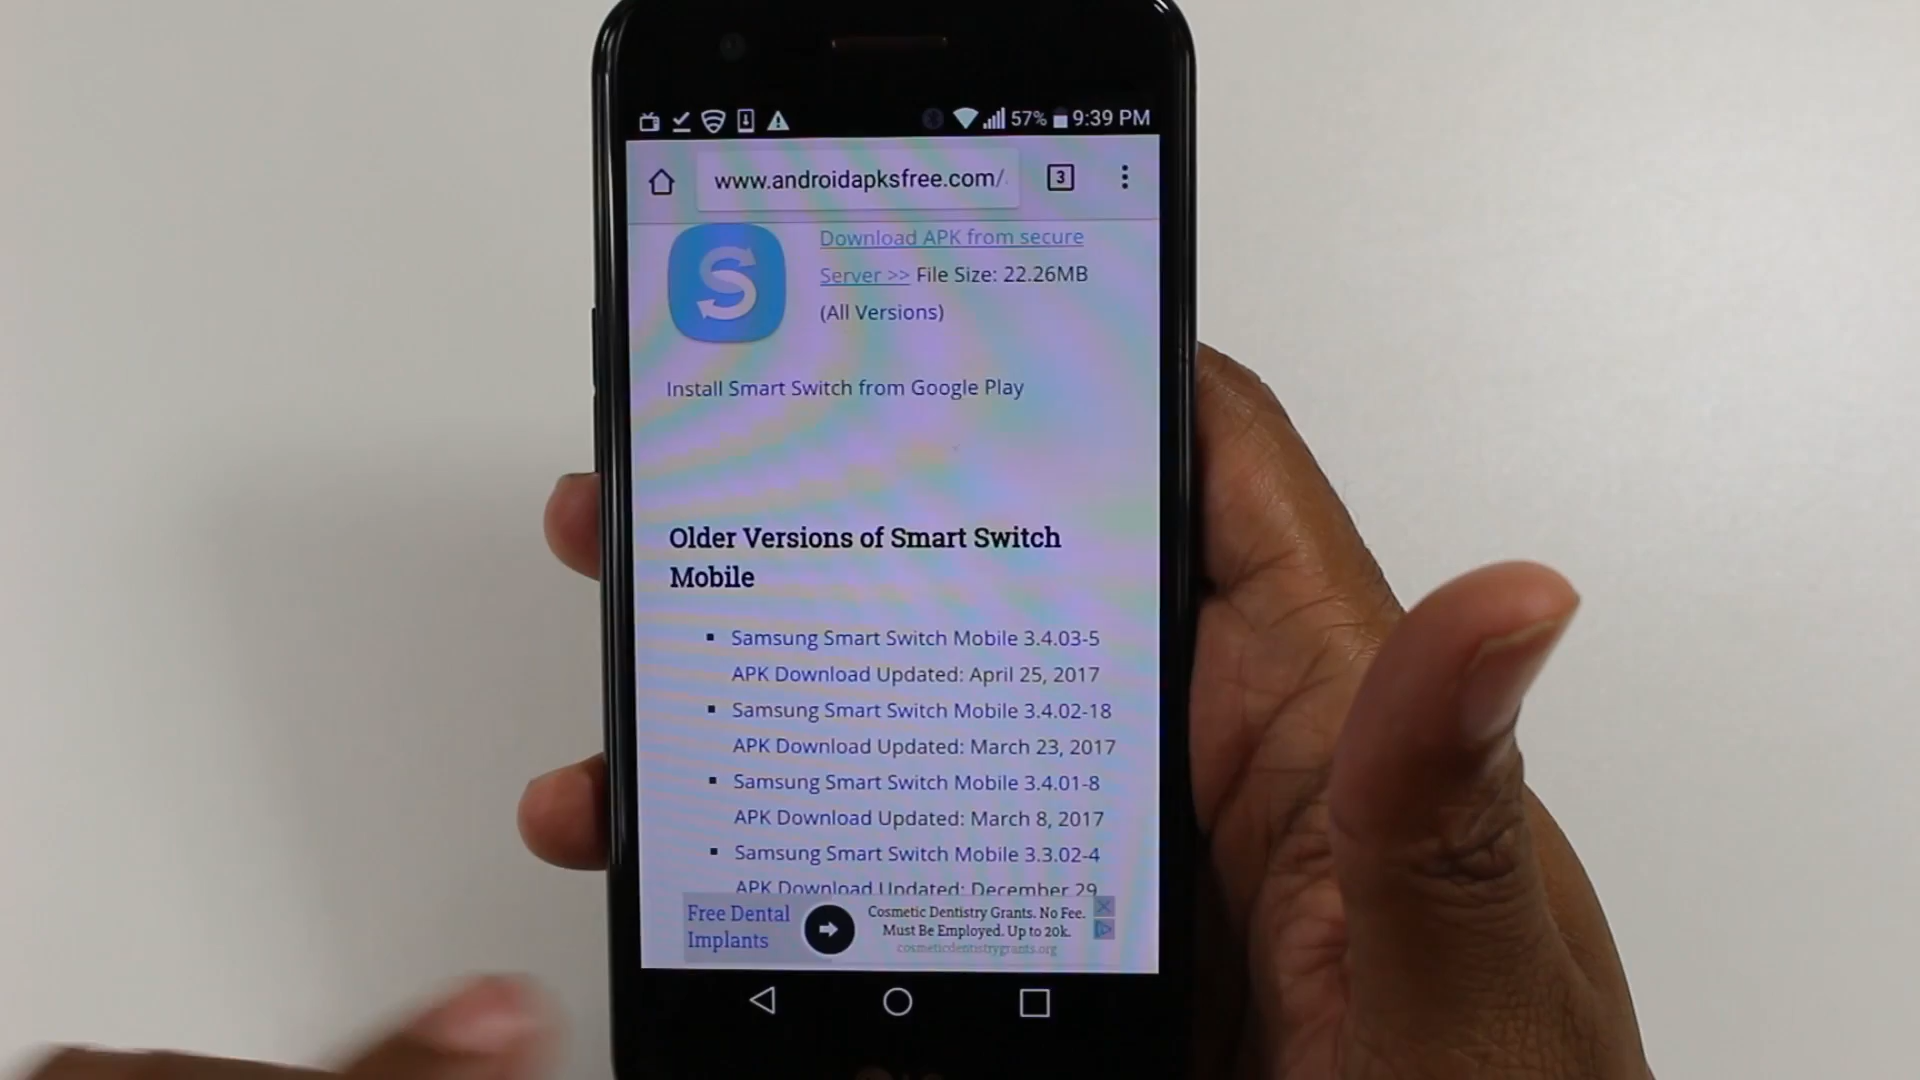 57% 9:39 PM
www.androidapksfree.com/
3
Download APK from secure
Server >> File Size: 22.26MB
(All Versions)
S
Install Smart Switch from Google Play
Older Versions of Smart Switch
Mobile
Samsung Smart Switch Mobile 3.4.03-5
APK Download Updated: April 25, 2017
Samsung Smart Switch Mobile 3.4.02-18
APK Download Updated: March 23, 2017
Samsung Smart Switch Mobile 3.4.01-8
APK Download Updated: March 8, 2017
Samsung Smart Switch Mobile 3.3.02-4
APK Download Updated: December 29
Free Dental
Implants
Cosmetic Dentistry Grants. No Fee.
Must Be Employed. Up to 20k.
cosmeticdentistrygrants.org